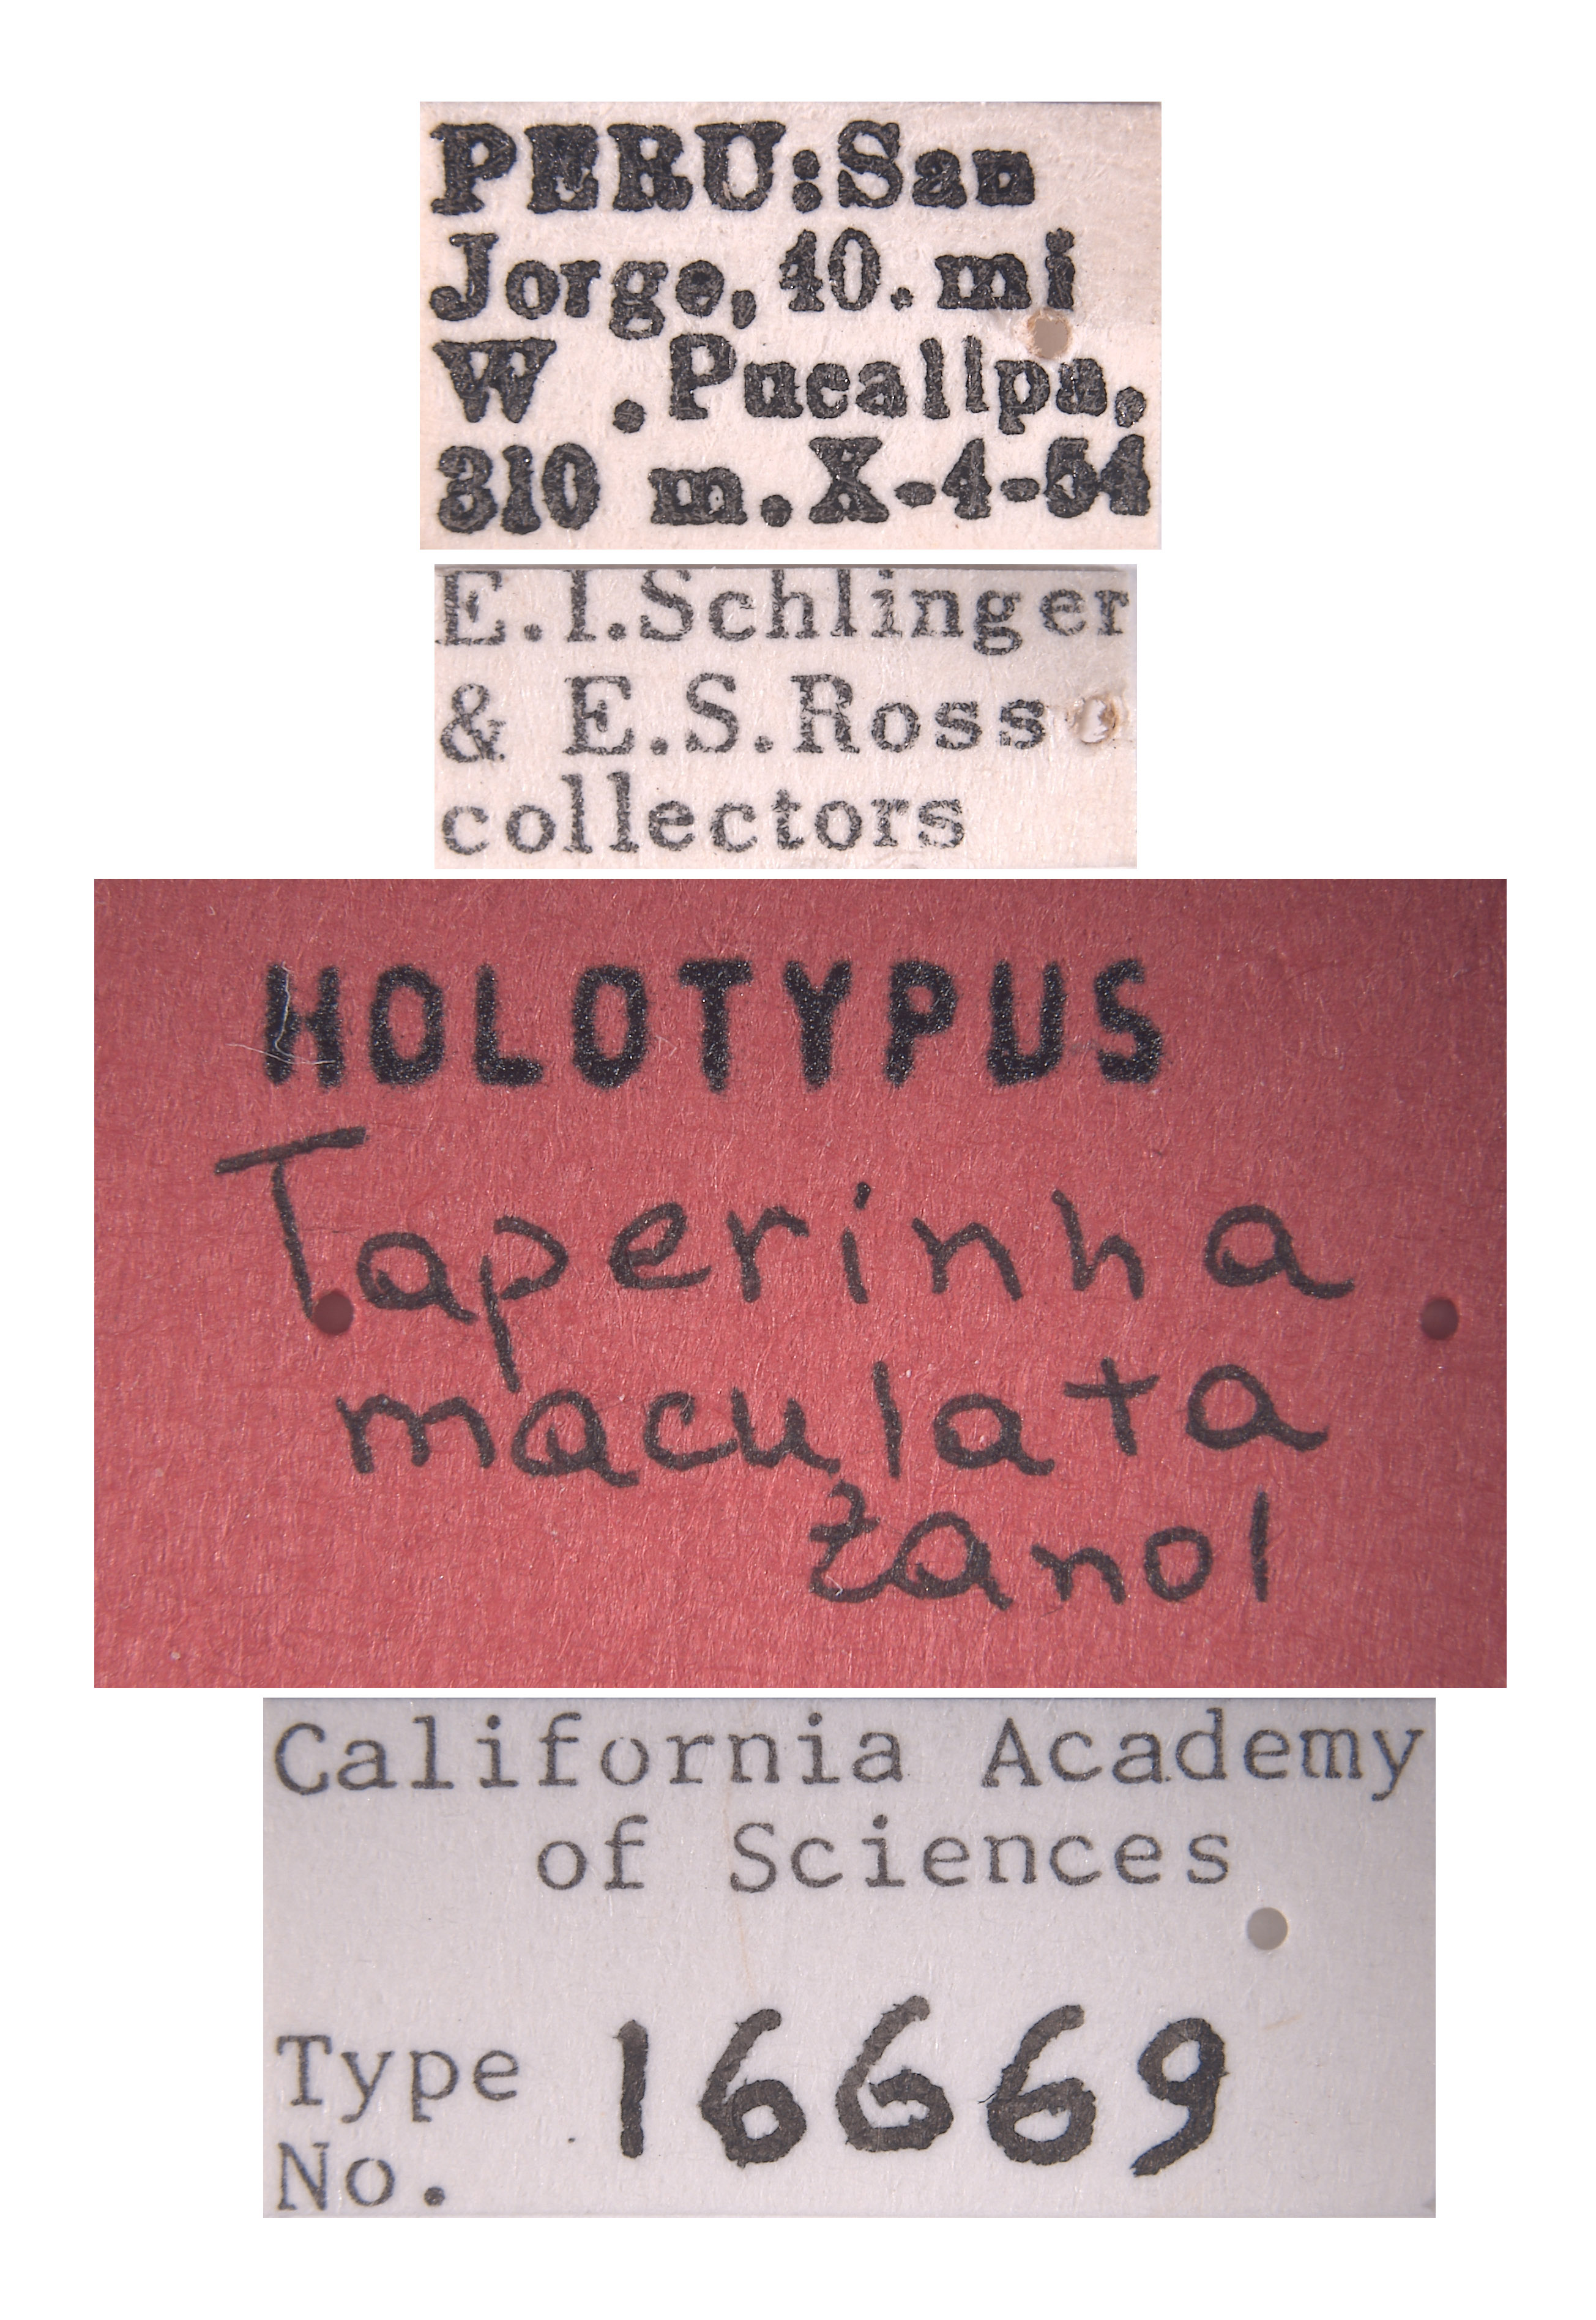 PERU:San
Jorge, 40. mi
W . Pucallpa,
310 m. X-4-54
E.I.Schlinger
& E.S.Ross
collectors
HOLOTYPUS
Taperinha
maculata
Zanol
California Academy
of Sciences
Type
No. 16669